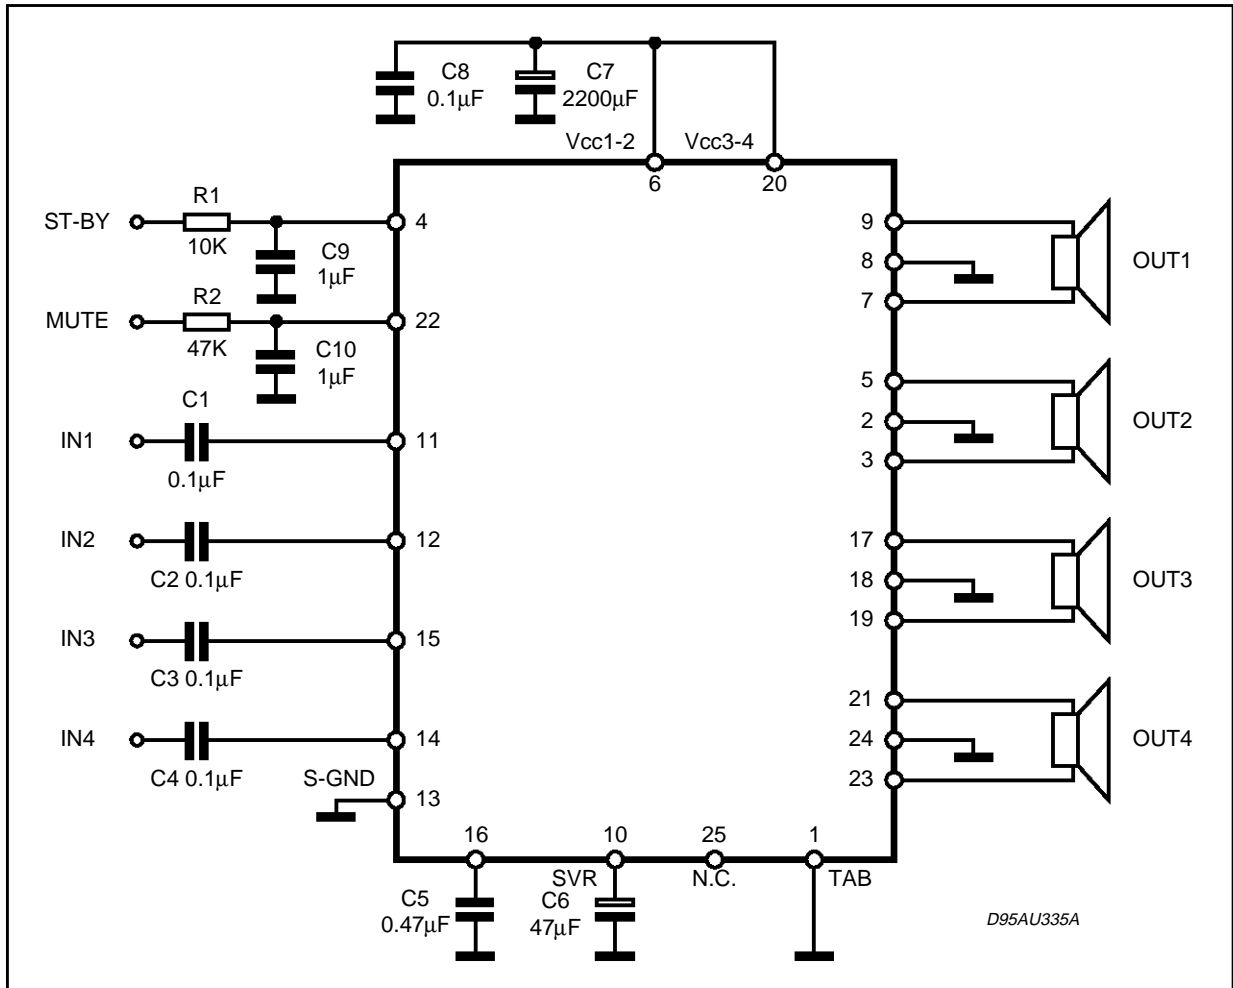 C8
0.1µF
C7
2200µF
Vcc1-2
Vcc3-4
6
20
ST-BY
R1
10K
4
C9
1µF
MUTE
R2
47K
22
C10
1µF
IN1
C1
0.1µF
11
IN2
C2 0.1µF
12
IN3
C3 0.1µF
15
IN4
C4 0.1µF
14
S-GND
13
9
8
7
OUT1
5
2
3
OUT2
17
18
19
OUT3
21
24
23
OUT4
16
10
25
1
SVR
N.C.
TAB
C5
0.47µF
C6
47µF
D95AU335A